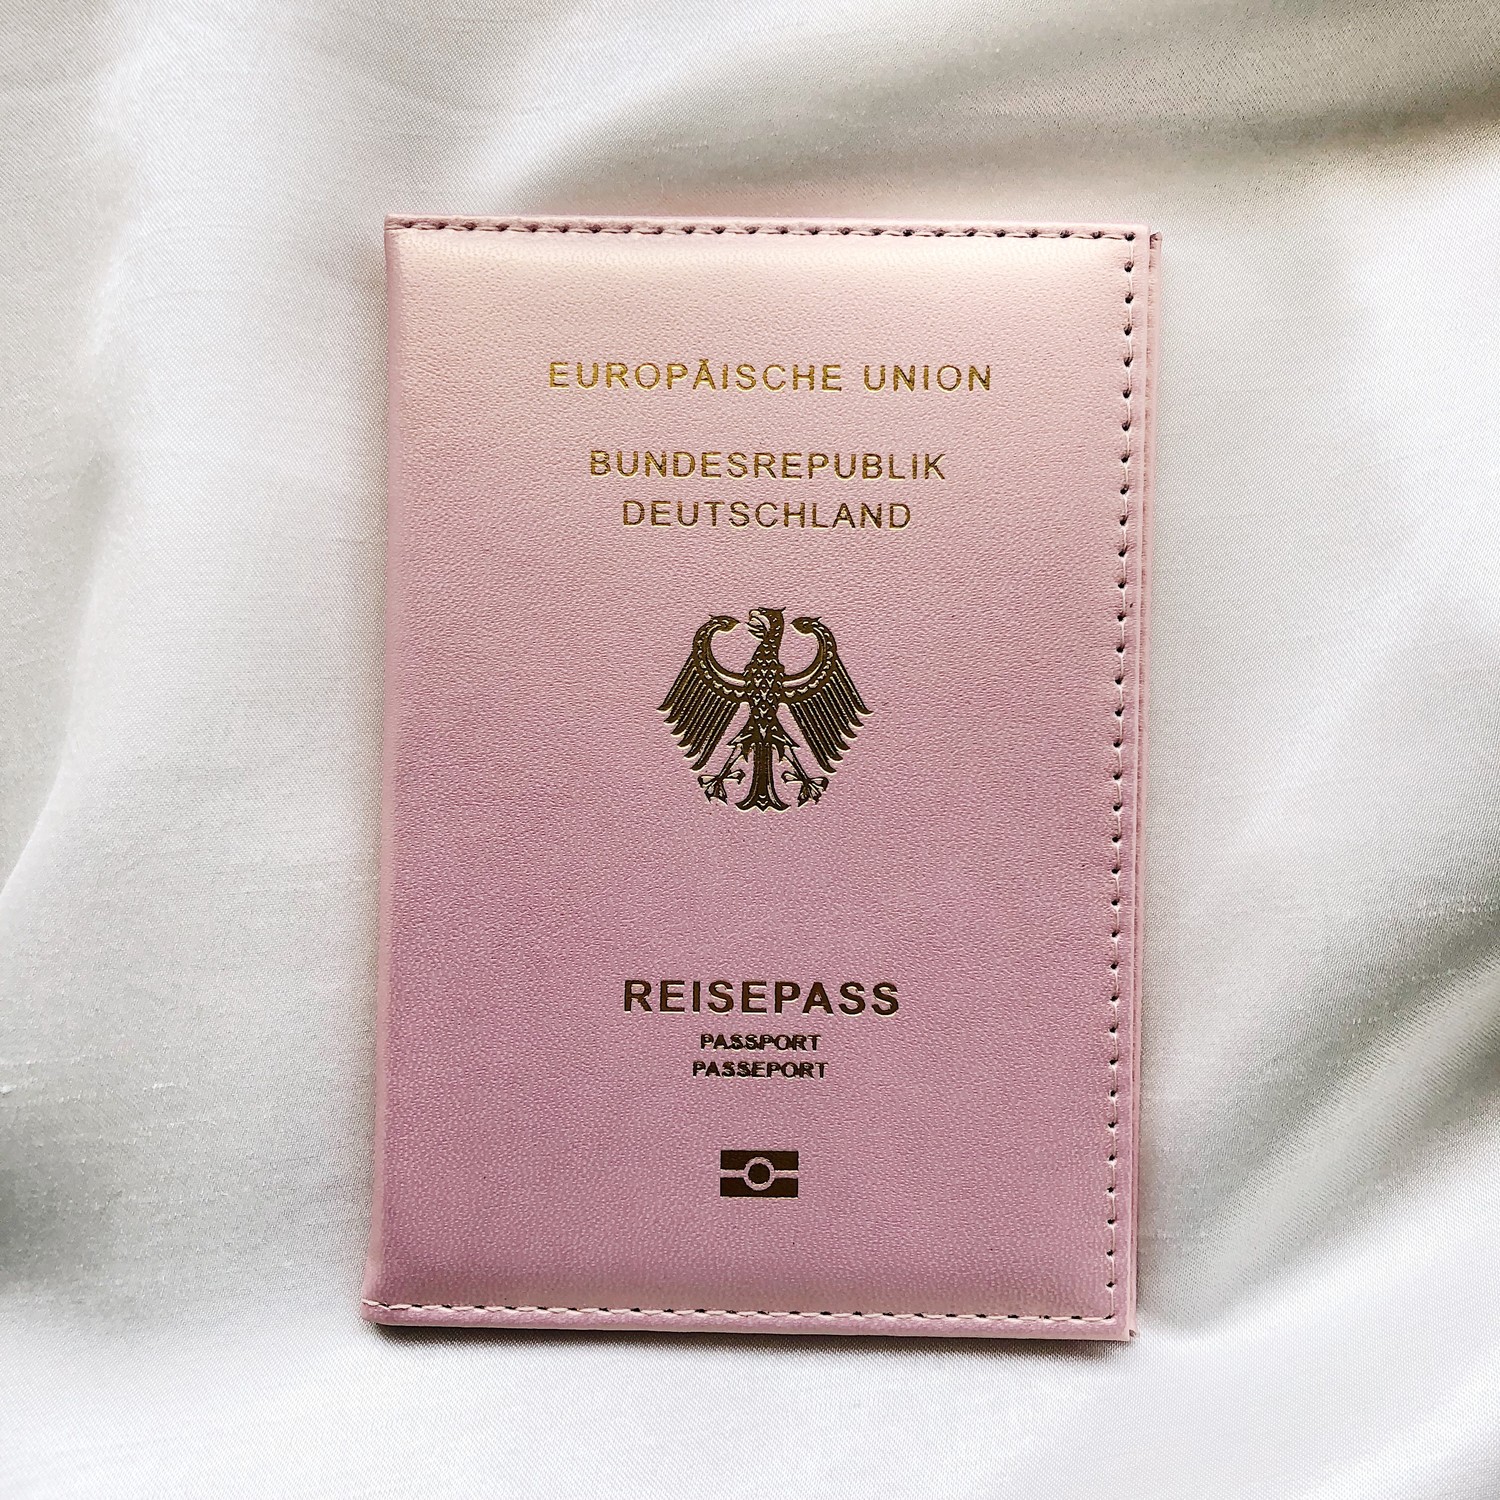 EUROPÄISCHE UNION
BUNDESREPUBLIK
DEUTSCHLAND
REISEPASS
PASSPORT
PASSEPORT